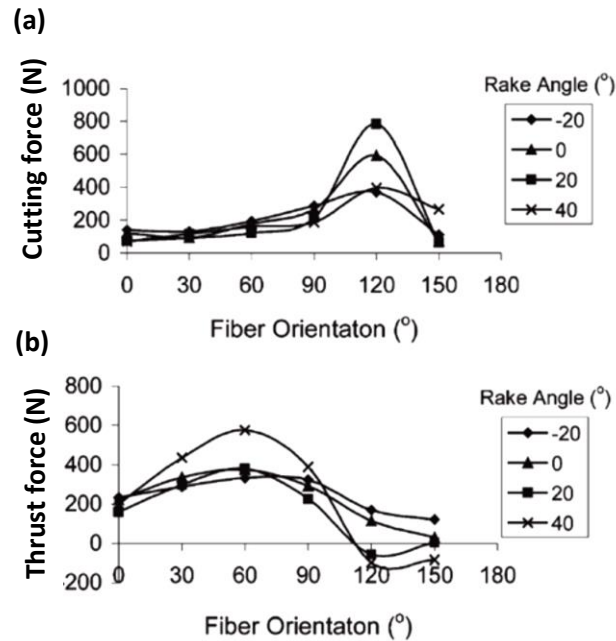 (a)
Cutting force (N)
1000
800
600
400
200
0
0 30 60 90 120 150 180
Fiber Orientaton (°)
Rake Angle (°)
-20
0
20
40
(b)
Thrust force (N)
800
600
400
200
0
200
0 30 60 90 120 150 180
Fiber Orientaton (°)
Rake Angle (°)
-20
0
20
40